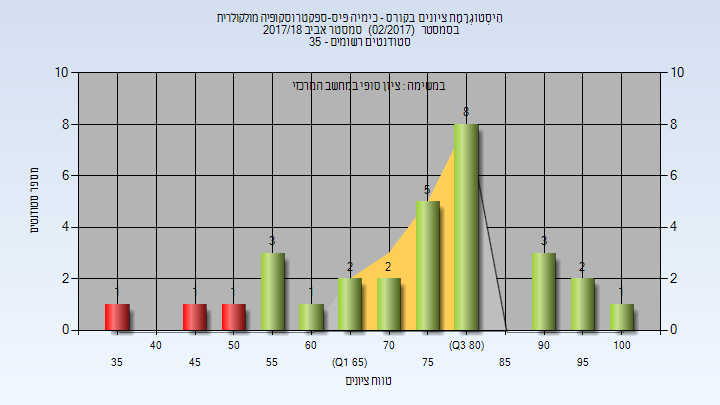 הִיסְטוֹגְרָמַת ציונים בקורס - כימיה פיס-ספקטרוסקופיה מולקולרית
בסמסטר (02/2017) סמסטר אביב 2017/18
סטודנטים רשומים - 35
במשימה : ציון סופי במחשב המרכזי
מספר סטודנטים
10 10
8 8
6 6
4 4
2 2
0 0
1 1 1 3 1 2 2 5 8 3 2 1
40 50 60 70 (Q3 80) 90 100
35 45 55 (Q1 65) 75 85 95
טווח ציונים